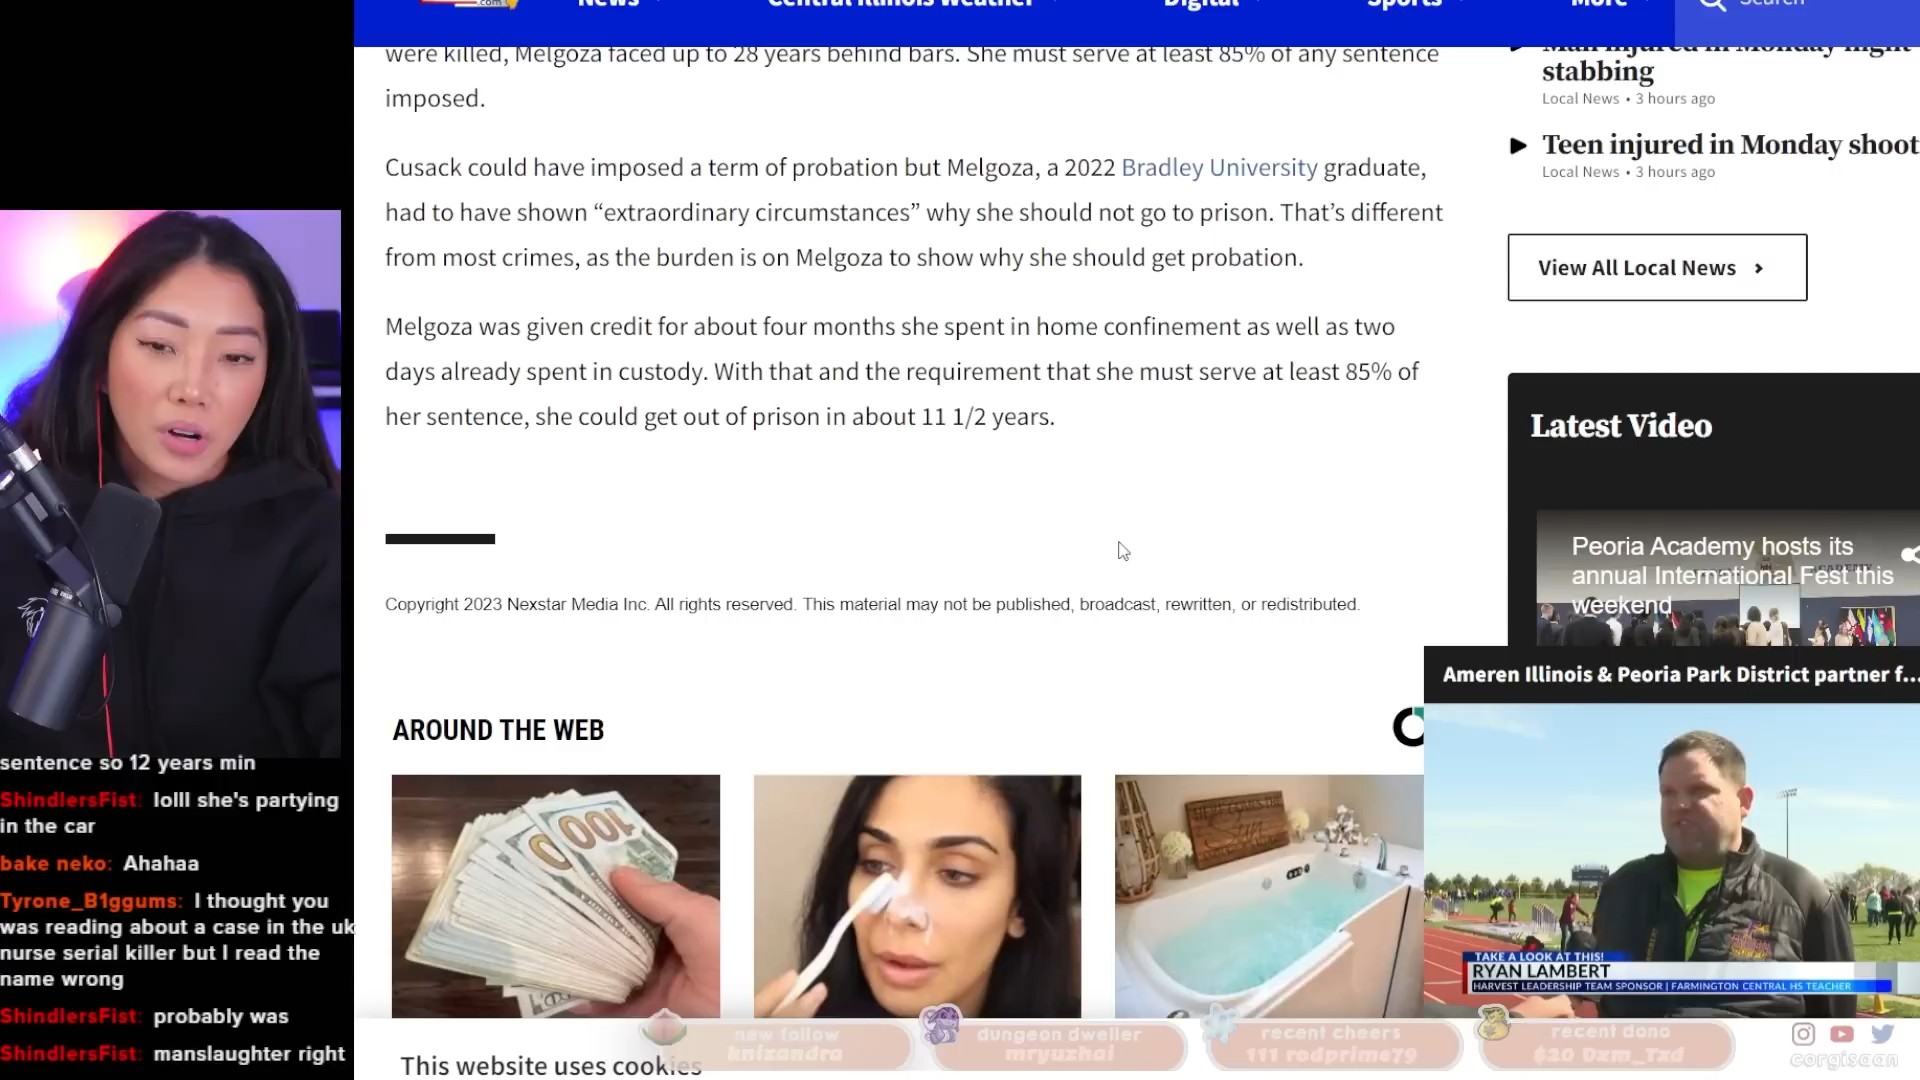 .com
News
Central Illinois Weather
Digital
Sports
More
Search
were killed, Melgoza faced up to 28 years behind bars. She must serve at least 85% of any sentence
imposed.
Cusack could have imposed a term of probation but Melgoza, a 2022 Bradley University graduate,
had to have shown “extraordinary circumstances” why she should not go to prison. That’s different
from most crimes, as the burden is on Melgoza to show why she should get probation.
Melgoza was given credit for about four months she spent in home confinement as well as two
days already spent in custody. With that and the requirement that she must serve at least 85% of
her sentence, she could get out of prison in about 11 1/2 years.
Copyright 2023 Nexstar Media Inc. All rights reserved. This material may not be published, broadcast, rewritten, or redistributed.
AROUND THE WEB
This website uses cookies
Man injured in Monday night
stabbing
Local News • 3 hours ago
Teen injured in Monday shoot
Local News • 3 hours ago
View All Local News
Latest Video
Peoria Academy hosts its
annual International Fest this
weekend
Ameren Illinois & Peoria Park District partner f...
TAKE A LOOK AT THIS!
RYAN LAMBERT
HARVEST LEADERSHIP TEAM SPONSOR | FARMINGTON CENTRAL HS TEACHER
sentence so 12 years min
ShindlersFist: lolll she's partying
in the car
bake neko: Ahahaa
Tyrone_B1ggums: I thought you
was reading about a case in the uk
nurse serial killer but I read the
name wrong
ShindlersFist: probably was
ShindlersFist: manslaughter right
new follow
knizandra
dungeon dweller
mryuzhai
recent cheers
111 rodprime79
recent dono
$20 Dxm_Txd
corgisaan